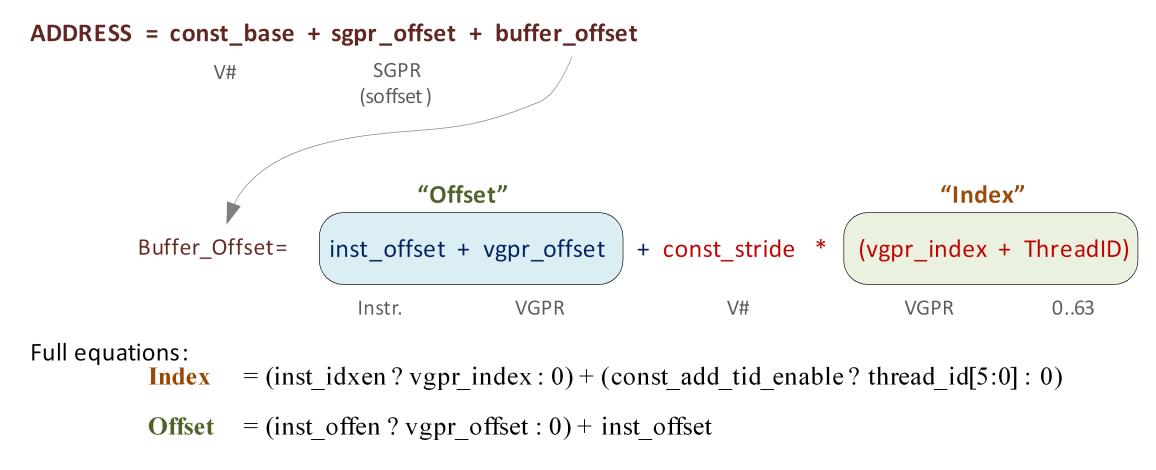 ADDRESS = const_base + sgpr_offset + buffer_offset
V# SGPR
(soffset)
“Offset” “Index”
Buffer_Offset= inst_offset + vgpr_offset + const_stride * (vgpr_index + ThreadID)
Instr. VGPR V# VGPR 0..63
Full equations:
Index = (inst_idxen ? vgpr_index : 0) + (const_add_tid_enable ? thread_id[5:0] : 0)
Offset = (inst_offen ? vgpr_offset : 0) + inst_offset